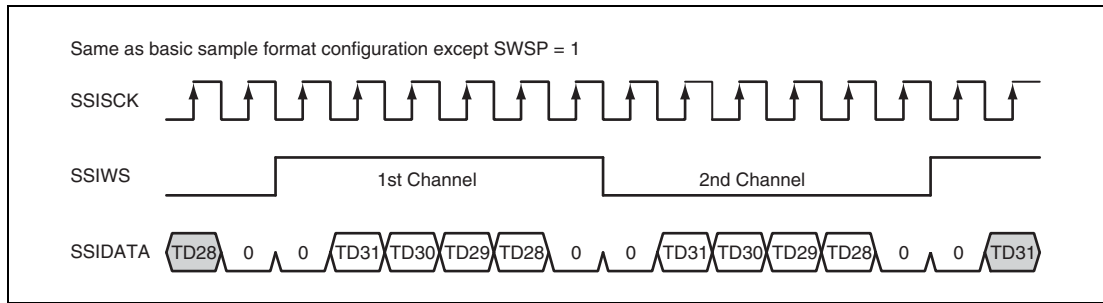 Same as basic sample format configuration except SWSP = 1
SSISCK
SSIWS 1st Channel 2nd Channel
SSIDATA TD28 0 0 TD31 TD30 TD29 TD28 0 0 TD31 TD30 TD29 TD28 0 0 TD31